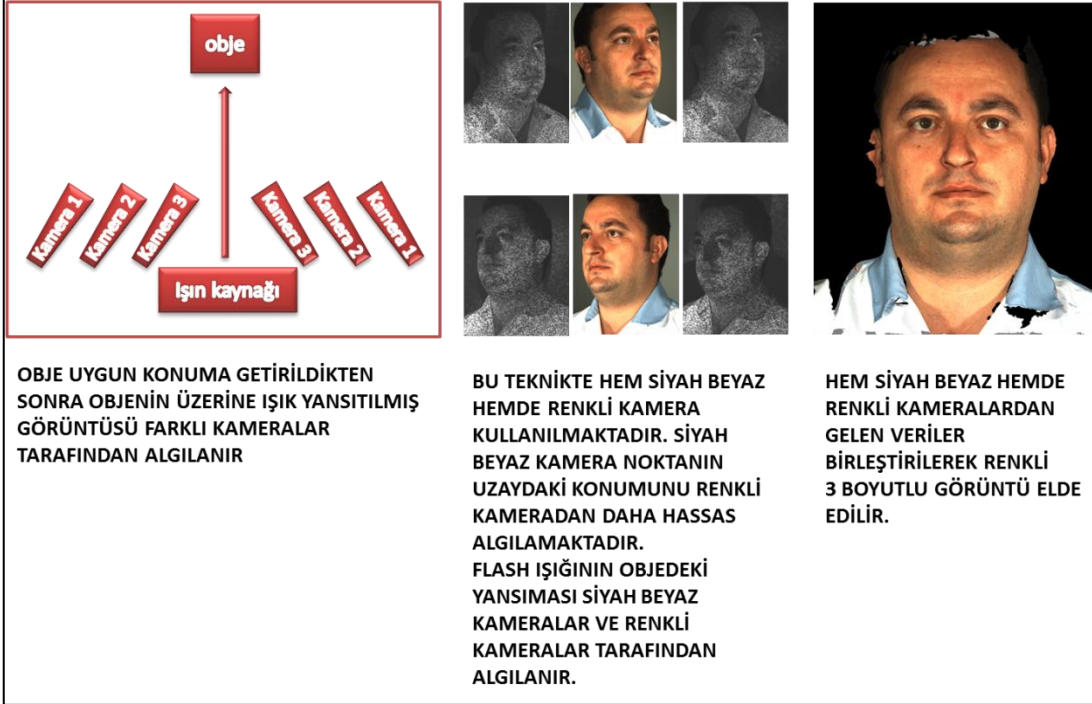 obje
Kamera 1
Kamera 2
Kamera 3
Kamera 3
Kamera 2
Kamera 1
Işın kaynağı
OBJE UYGUN KONUMA GETİRİLDİKTEN
SONRA OBJENİN ÜZERİNE IŞIK YANSITILMIŞ
GÖRÜNTÜSÜ FARKLI KAMERALAR
TARAFINDAN ALGILANIR
BU TEKNİKTE HEM SİYAH BEYAZ
HEMDE RENKLİ KAMERA
KULLANILMAKTADIR. SİYAH
BEYAZ KAMERA NOKTANIN
UZAYDAKİ KONUMUNU RENKLİ
KAMERADAN DAHA HASSAS
ALGILAMAKTADIR.
FLASH IŞIĞININ OBJEDEKİ
YANSIMASI SİYAH BEYAZ
KAMERALAR VE RENKLİ
KAMERALAR TARAFINDAN
ALGILANIR.
HEM SİYAH BEYAZ HEMDE
RENKLİ KAMERALARDAN
GELEN VERİLER
BİRLEŞTİRİLEREK RENKLİ
3 BOYUTLU GÖRÜNTÜ ELDE
EDİLİR.